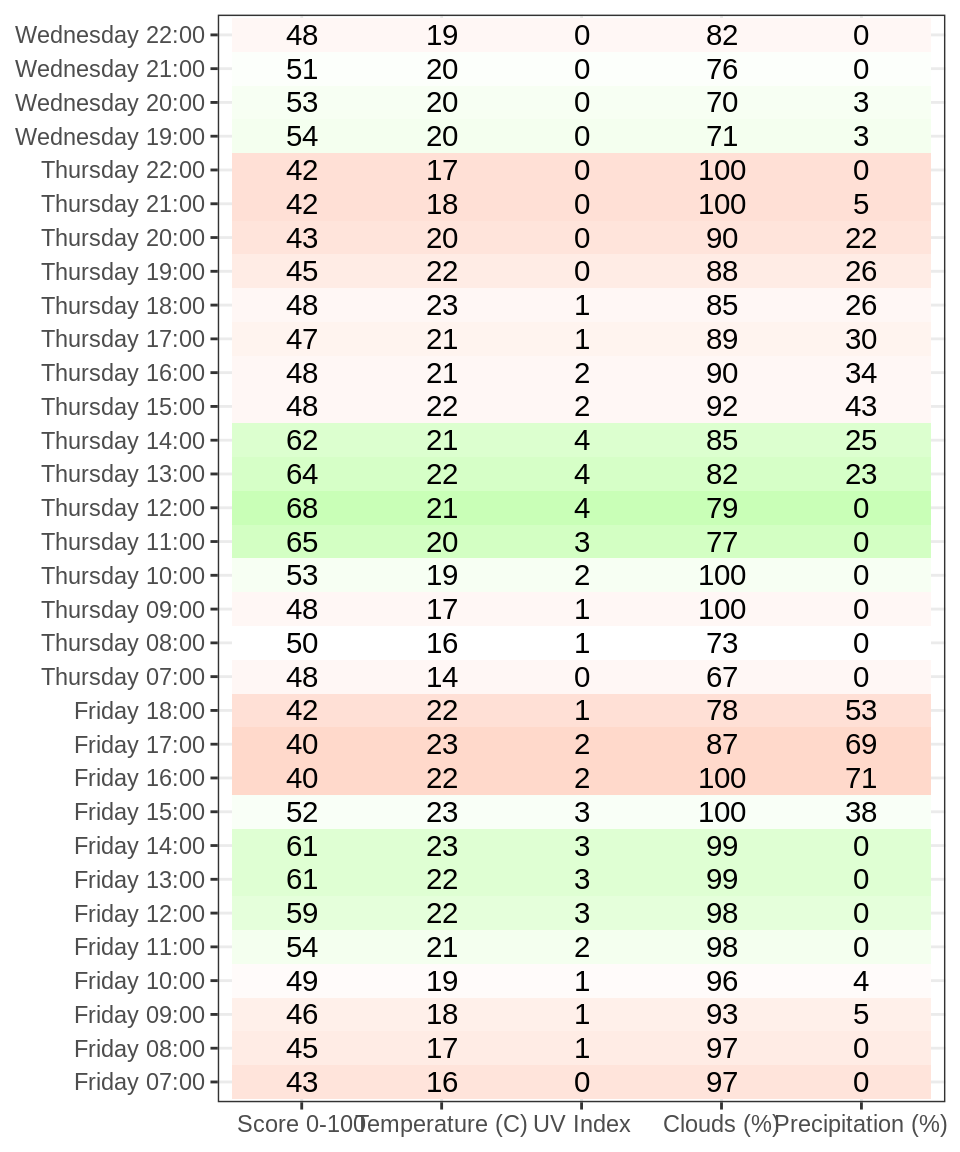 Wednesday 22:00 48 19 0 82 0
Wednesday 21:00 51 20 0 76 0
Wednesday 20:00 53 20 0 70 3
Wednesday 19:00 54 20 0 71 3
Thursday 22:00 42 17 0 100 0
Thursday 21:00 42 18 0 100 5
Thursday 20:00 43 20 0 90 22
Thursday 19:00 45 22 0 88 26
Thursday 18:00 48 23 1 85 26
Thursday 17:00 47 21 1 89 30
Thursday 16:00 48 21 2 90 34
Thursday 15:00 48 22 2 92 43
Thursday 14:00 62 21 4 85 25
Thursday 13:00 64 22 4 82 23
Thursday 12:00 68 21 4 79 0
Thursday 11:00 65 20 3 77 0
Thursday 10:00 53 19 2 100 0
Thursday 09:00 48 17 1 100 0
Thursday 08:00 50 16 1 73 0
Thursday 07:00 48 14 0 67 0
Friday 18:00 42 22 1 78 53
Friday 17:00 40 23 2 87 69
Friday 16:00 40 22 2 100 71
Friday 15:00 52 23 3 100 38
Friday 14:00 61 23 3 99 0
Friday 13:00 61 22 3 99 0
Friday 12:00 59 22 3 98 0
Friday 11:00 54 21 2 98 0
Friday 10:00 49 19 1 96 4
Friday 09:00 46 18 1 93 5
Friday 08:00 45 17 1 97 0
Friday 07:00 43 16 0 97 0
Score 0-100 Temperature (C) UV Index Clouds (%) Precipitation (%)